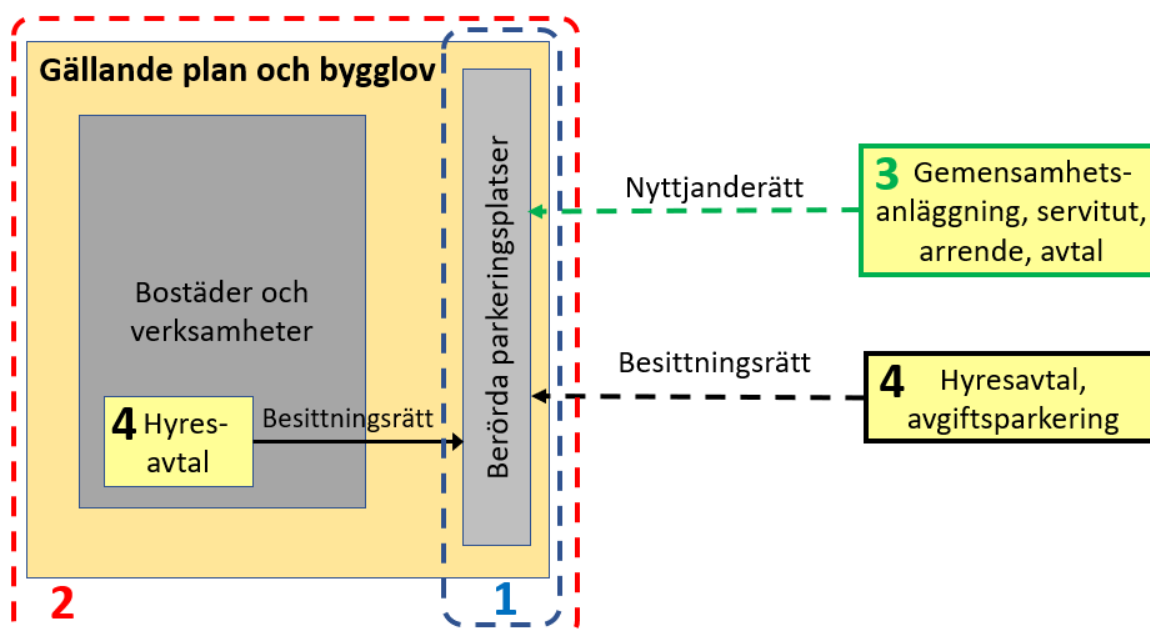 Gällande plan och bygglov
Bostäder och
verksamheter
4 Hyres-
avtal
Besittningsrätt
Berörda parkeringsplatser
2
1
Nyttjanderätt
3 Gemensamhets-
anläggning, servitut,
arrende, avtal
Besittningsrätt
4 Hyresavtal,
avgiftsparkering